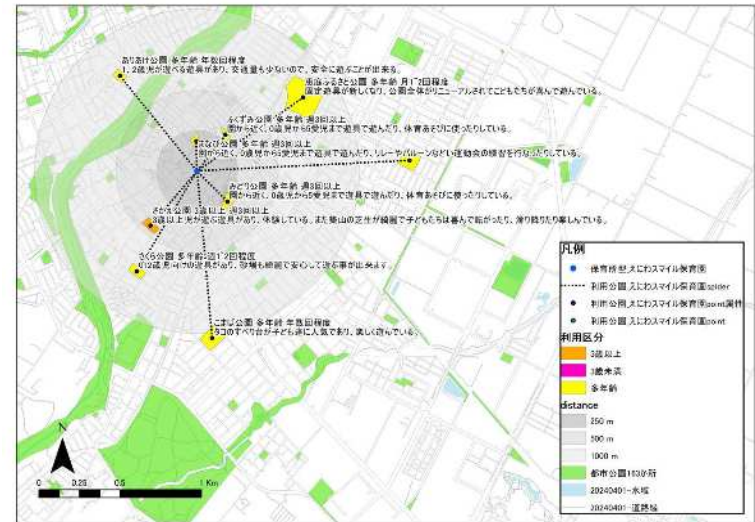 ありあけ公園 多年齢 年数回程度
1、2歳児が遊べる遊具があり、交通量も少ないので、安全に遊ぶことが出来る。
恵庭ふるさと公園 多年齢 月1~2回程度
固定遊具が新しくなり、公園全体がリニューアルされてこどもたちが喜んで遊んでいる。
ふくずみ公園 多年齢 週3回以上
園から近く、0歳児から5歳児まで遊具で遊んだり、体育あそびに使ったりしている。
まなび公園 多年齢 週3回以上
園から近く、0歳児から5歳児まで遊具で遊んだり、リレーやバルーンなどい運動会の練習を行なったりしている。
みどり公園 多年齢 週3回以上
園から近く、0歳児から5歳児まで遊具で遊んだり、体育あそびに使ったりしている。
さかえ公園 3歳以上 週3回以上
3歳以上児が遊ぶ遊具があり、体験している。また築山の芝生が綺麗で子どもたちは喜んで転がったり、滑り降りたり楽しんでいる。
さくら公園 多年齢 週1~2回程度
012歳児向けの遊具があり、砂場も綺麗で安心して遊ぶ事が出来ます。
こまば公園 多年齢 年数回程度
タコのすべり台が子ども達に人気であり、楽しく遊んでいる。
凡例
保育所型_えにわスマイル保育園
利用公園_えにわスマイル保育園spider
利用公園_えにわスマイル保育園point属性
利用公園_えにわスマイル保育園point
利用区分
3歳以上
3歳未満
多年齢
distance
250 m
500 m
1000 m
都市公園163か所
20240401-水域
20240401-道路域
N
0 0.25 0.5 1 Km